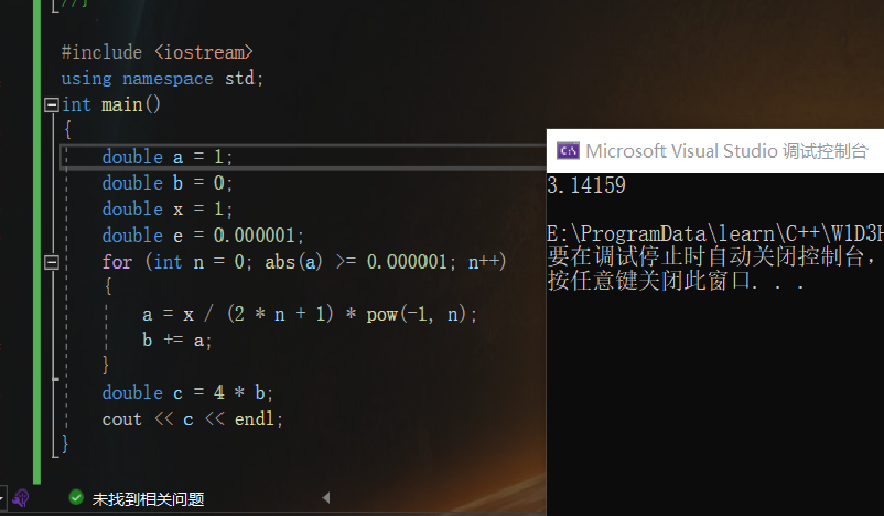 //}
#include <iostream>
using namespace std;
int main()
{
double a = 1;
double b = 0;
double x = 1;
double e = 0.000001;
for (int n = 0; abs(a) >= 0.000001; n++)
{
a = x / (2 * n + 1) * pow(-1, n);
b += a;
}
double c = 4 * b;
cout << c << endl;
}
未找到相关问题
Microsoft Visual Studio 调试控制台
3.14159
E:\ProgramData\learn\C++\W1D3H
要在调试停止时自动关闭控制台,
按任意键关闭此窗口. . .